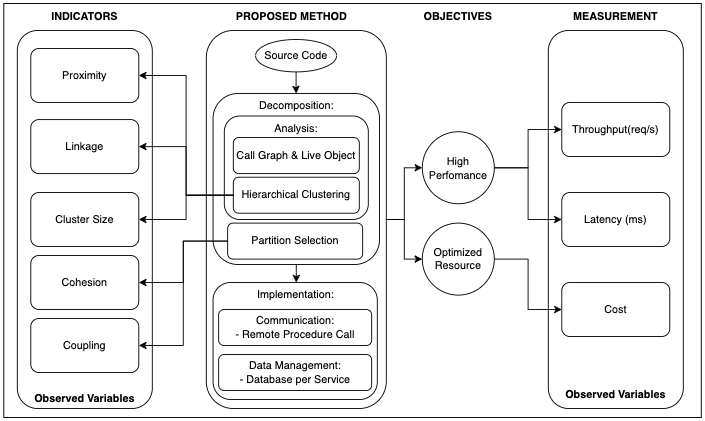 INDICATORS
Proximity
Linkage
Cluster Size
Cohesion
Coupling
Observed Variables
PROPOSED METHOD
Source Code
Decomposition:
Analysis:
Call Graph & Live Object
Hierarchical Clustering
Partition Selection
Implementation:
Communication:
- Remote Procedure Call
Data Management:
- Database per Service
OBJECTIVES
High
Perfomance
Optimized
Resource
MEASUREMENT
Throughput(req/s)
Latency (ms)
Cost
Observed Variables